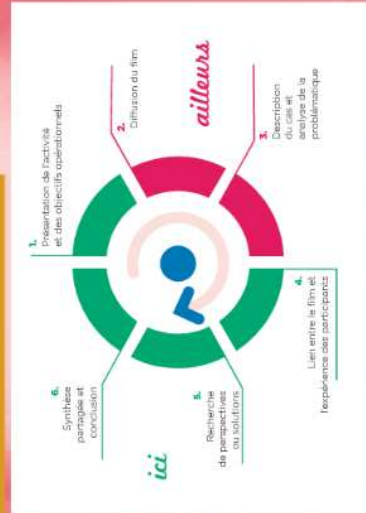 1.
Présentation de l'activité
et des objectifs opérationnels
2.
Diffusion du film
ailleurs
3.
Description
du cas et
analyse de la
problématique
4.
Lien entre le film et
l'expérience des participants
5.
Recherche
de perspectives
ou solutions
ici
6.
Synthèse
partagée et
conclusion